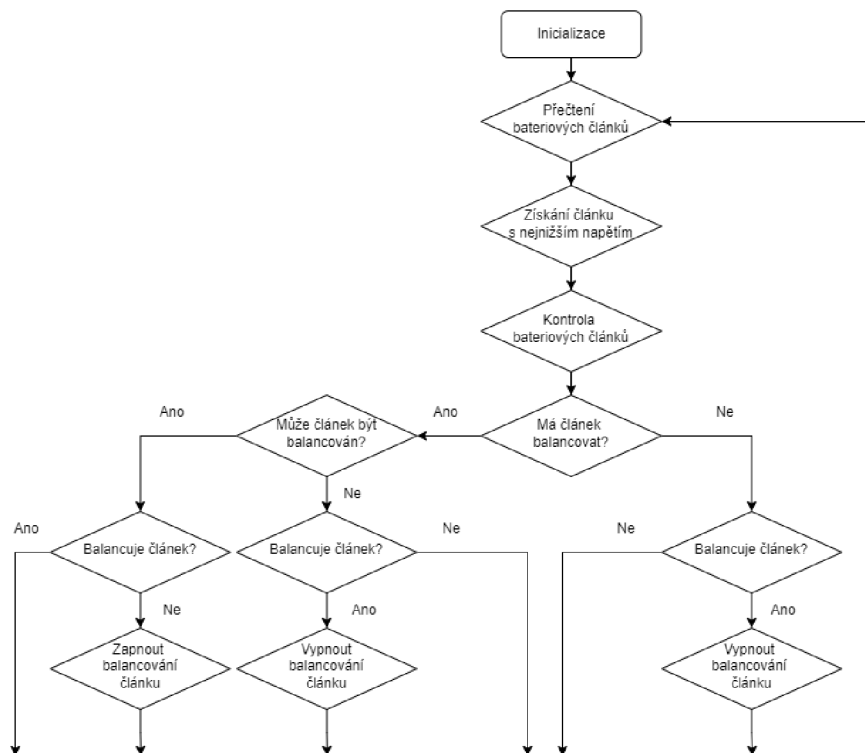 Inicializace
Přečtení
bateriových článků
Získání článku
s nejnižším napětím
Kontrola
bateriových článků
Ano
Může článek být
balancován?
Ano
Má článek
balancovat?
Ne
Ne
Ano
Balancuje článek?
Balancuje článek?
Ne
Ne
Balancuje článek?
Ne
Ano
Ano
Zapnout
balancování
článku
Vypnout
balancování
článku
Vypnout
balancování
článku